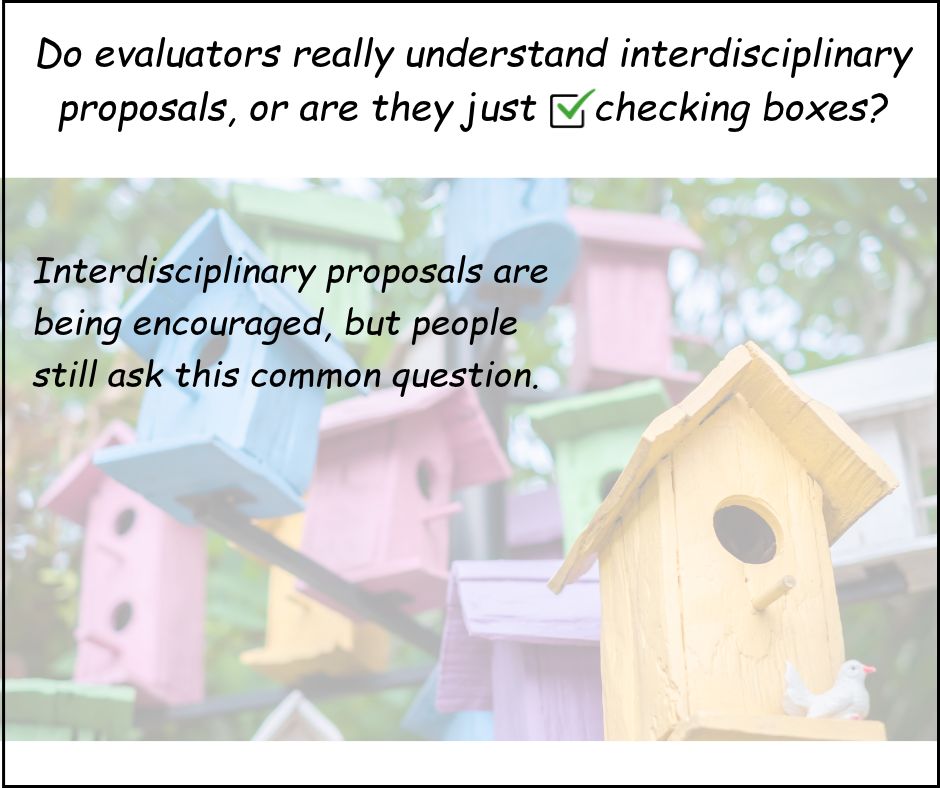 Do evaluators really understand interdisciplinary
proposals, or are they just ✅checking boxes?
Interdisciplinary proposals are
being encouraged, but people
still ask this common question.